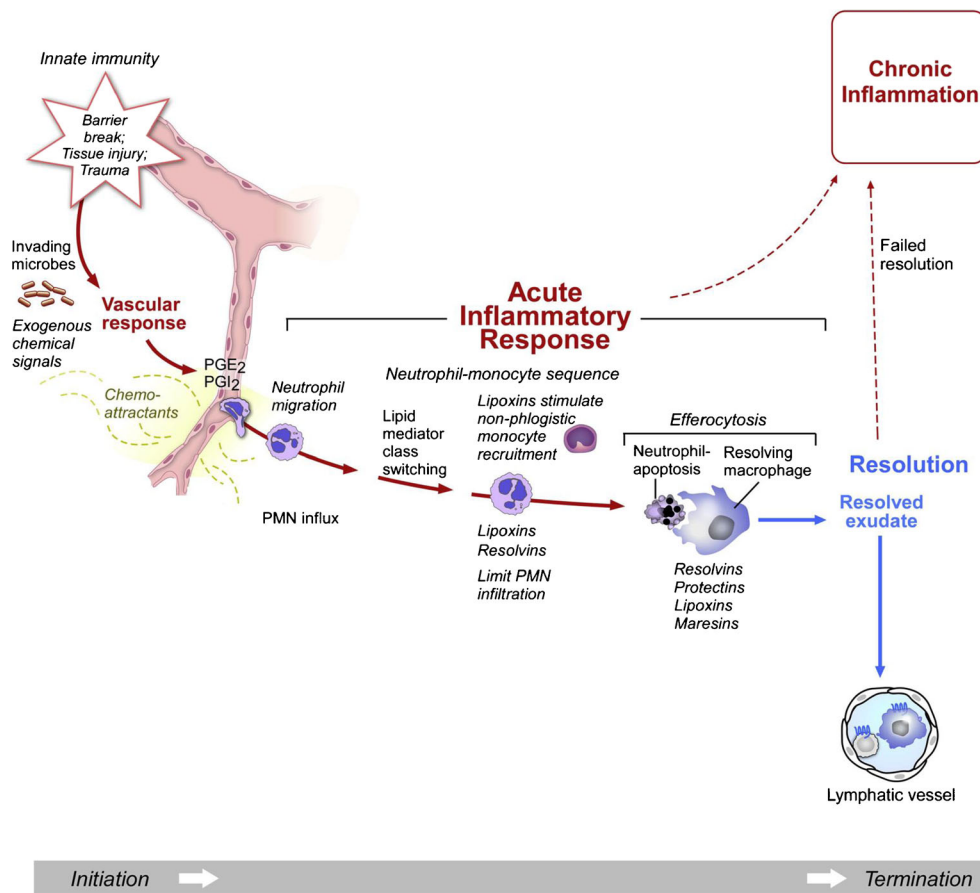 Innate immunity
Barrier
break;
Tissue injury;
Trauma
Invading
microbes
Exogenous
chemical
signals
Vascular
response
PGE2
PGI2
Chemo-
attractants
Neutrophil
migration
PMN influx
Acute
Inflammatory
Response
Neutrophil-monocyte sequence
Lipid
mediator
class
switching
Lipoxins stimulate
non-phlogistic
monocyte
recruitment
Lipoxins
Resolvins
Limit PMN
infiltration
Efferocytosis
Neutrophil-
apoptosis
Resolving
macrophage
Resolvins
Protectins
Lipoxins
Maresins
Chronic
Inflammation
Failed
resolution
Resolution
Resolved
exudate
Lymphatic vessel
Initiation
Termination